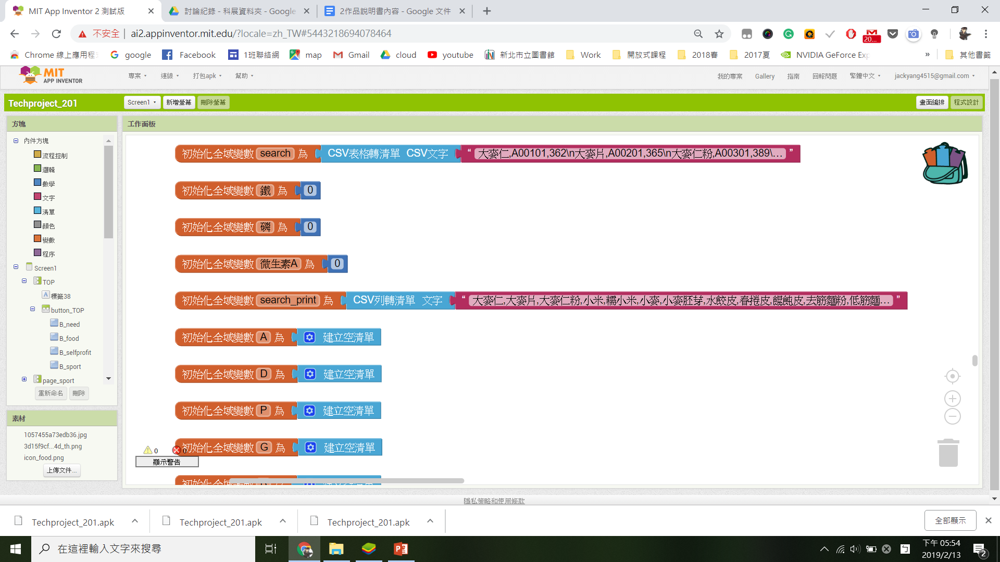 MIT App Inventor 2 測試版
討論紀錄 - 科展資料夾 - Google
2作品說明書內容 - Google 文件
不安全
ai2.appinventor.mit.edu/?locale=zh_TW#5443218694078464
20...
Chrome 線上應用程
google
Facebook
1班聯絡網
map
Gmail
cloud
youtube
新北市立圖書館
Work
開放式課程
2018春
2017夏
NVIDIA GeForce Exp
»
其他書籤
MIT
APP INVENTOR
專案
連線
打包apk
幫助
我的專案
Gallery
指南
回報問題
繁體中文
jackyang4515@gmail.com
Techproject_201
Screen1
新增螢幕
刪除螢幕
畫面編排
程式設計
方塊
工作面板
內件方塊
流程控制
邏輯
數學
文字
清單
顏色
變數
程序
Screen1
TOP
標籤38
button_TOP
B_need
B_food
B_selfprofit
B_sport
page_sport
重新命名
刪除
素材
1057455a73edb36.jpg
3d15f9cf...4d_th.png
icon_food.png
上傳文件...
初始化全域變數 search 為 CSV表格轉清單 CSV文字 “ 大麥仁,A00101,362\n大麥片,A00201,365\n大麥仁粉,A00301,389\... ”
初始化全域變數 鐵 為 0
初始化全域變數 磷 為 0
初始化全域變數 微生素A 為 0
初始化全域變數 search_print 為 CSV列轉清單 文字 “ 大麥仁,大麥片,大麥仁粉,小米,糯小米,小麥,小麥胚芽,水餃皮,春捲皮,餛飩皮,去筋麵粉,低筋麵... ”
初始化全域變數 A 為 建立空清單
初始化全域變數 D 為 建立空清單
初始化全域變數 P 為 建立空清單
初始化全域變數 G 為 建立空清單
0
顯示警告
隱私策略和使用條款
Techproject_201.apk
Techproject_201.apk
Techproject_201.apk
全部顯示
在這裡輸入文字來搜尋
下午 05:54
2019/2/13
2